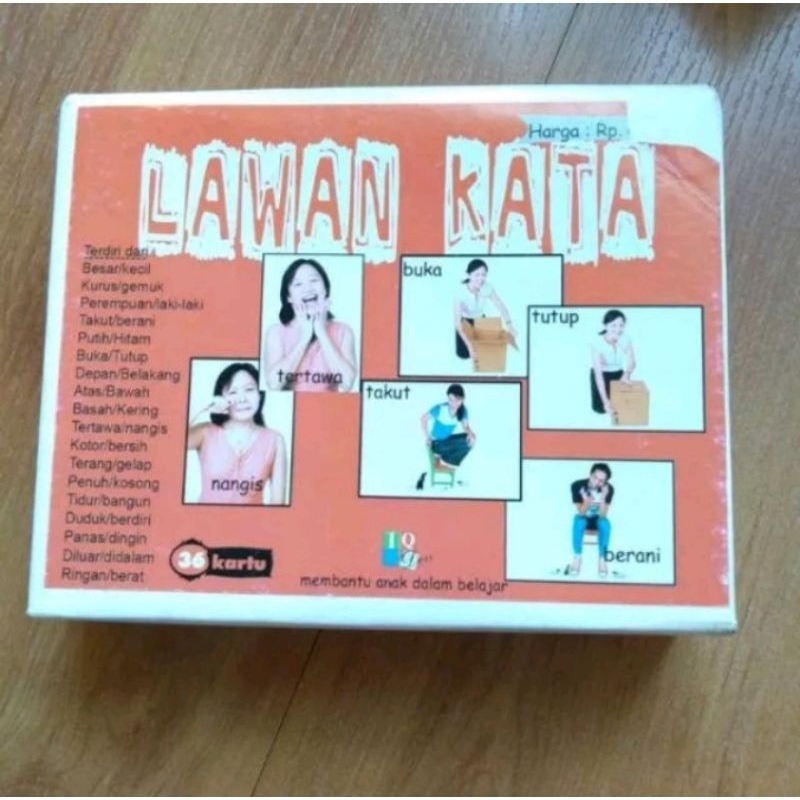 Harga : Rp.
LAWAN KATA
Terdiri dari :
Besar/kecil
Kurus/gemuk
Perempuan/laki-laki
Takut/berani
Putih/Hitam
Buka/Tutup
Depan/Belakang
Atas/Bawah
Basah/Kering
Tertawa/nangis
Kotor/bersih
Terang/gelap
Penuh/kosong
Tidur/bangun
Duduk/berdiri
Panas/dingin
Diluar/didalam
Ringan/berat
tertawa
buka
tutup
nangis
takut
berani
36 kartu
IQ
membantu anak dalam belajar